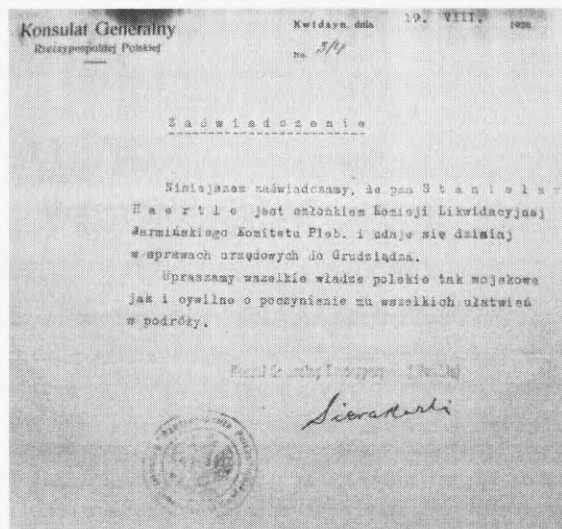 Konsulat Generalny
Rzeczypospolitej Polskiej
Kwidzyn, dnia 19. VIII. 1920.
No. 3/4
Zaświadczenie
Niniejszem zaświadczamy, że pan Stanisław
Haertle jest członkiem Komisji Likwidacyjnej
Warmińskiego Komitetu Pleb. i udaje się dzisiaj
w sprawach urzędowych do Grudziądza.
Upraszamy wszelkie władze polskie tak wojskowe
jak i cywilne o poczynienie mu wszelkich ułatwień
w podróży.
Sierakowski